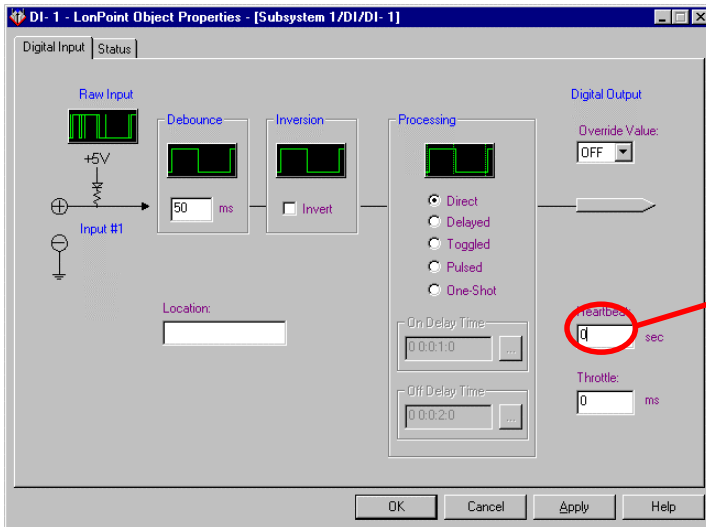 DI- 1 - LonPoint Object Properties - [Subsystem 1/DI/DI- 1]
Digital Input
Status
Raw Input
Digital Output
Debounce
Inversion
Processing
Override Value:
OFF
+5V
50 ms
Invert
Direct
Delayed
Toggled
Pulsed
One-Shot
Input #1
Location:
On Delay Time
0 0:0:1:0
...
Off Delay Time
0 0:0:2:0
...
Heartbeat:
0 sec
Throttle:
0 ms
OK
Cancel
Apply
Help